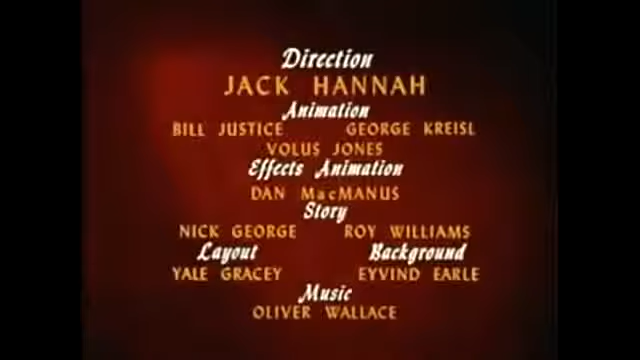 Direction
JACK HANNAH
Animation
BILL JUSTICE GEORGE KREISL
VOLUS JONES
Effects Animation
DAN MacMANUS
Story
NICK GEORGE ROY WILLIAMS
Layout Background
YALE GRACEY EYVIND EARLE
Music
OLIVER WALLACE